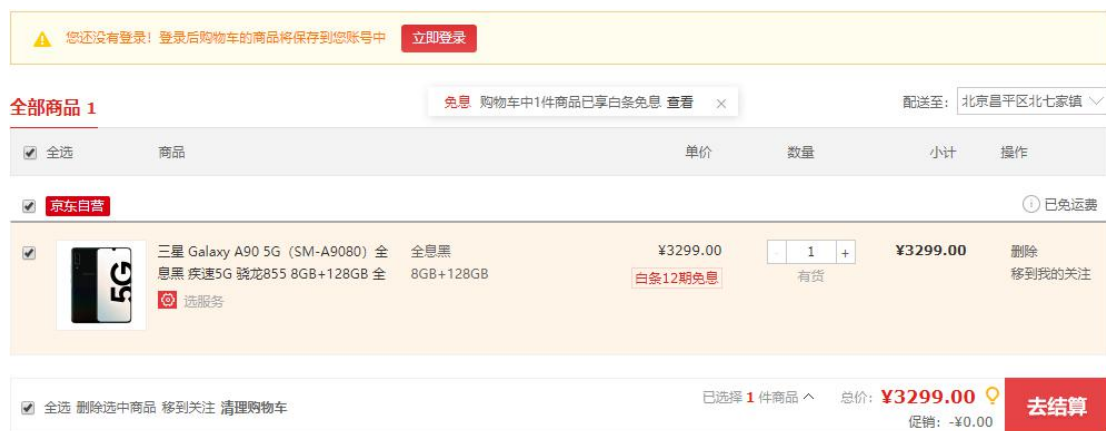 您还没有登录！登录后购物车的商品将保存到您账号中 立即登录
全部商品 1
免息 购物车中1件商品已享白条免息 查看 ×
配送至： 北京昌平区北七家镇
全选 商品 单价 数量 小计 操作
京东自营 已免运费
三星 Galaxy A90 5G（SM-A9080）全 全息黑 ¥3299.00 - 1 + ¥3299.00 删除
息黑 疾速5G 骁龙855 8GB+128GB 全 8GB+128GB 白条12期免息 有货 移到我的关注
5G
选服务
全选 删除选中商品 移到关注 清理购物车 已选择 1 件商品 总价： ¥3299.00 去结算
促销： -¥0.00